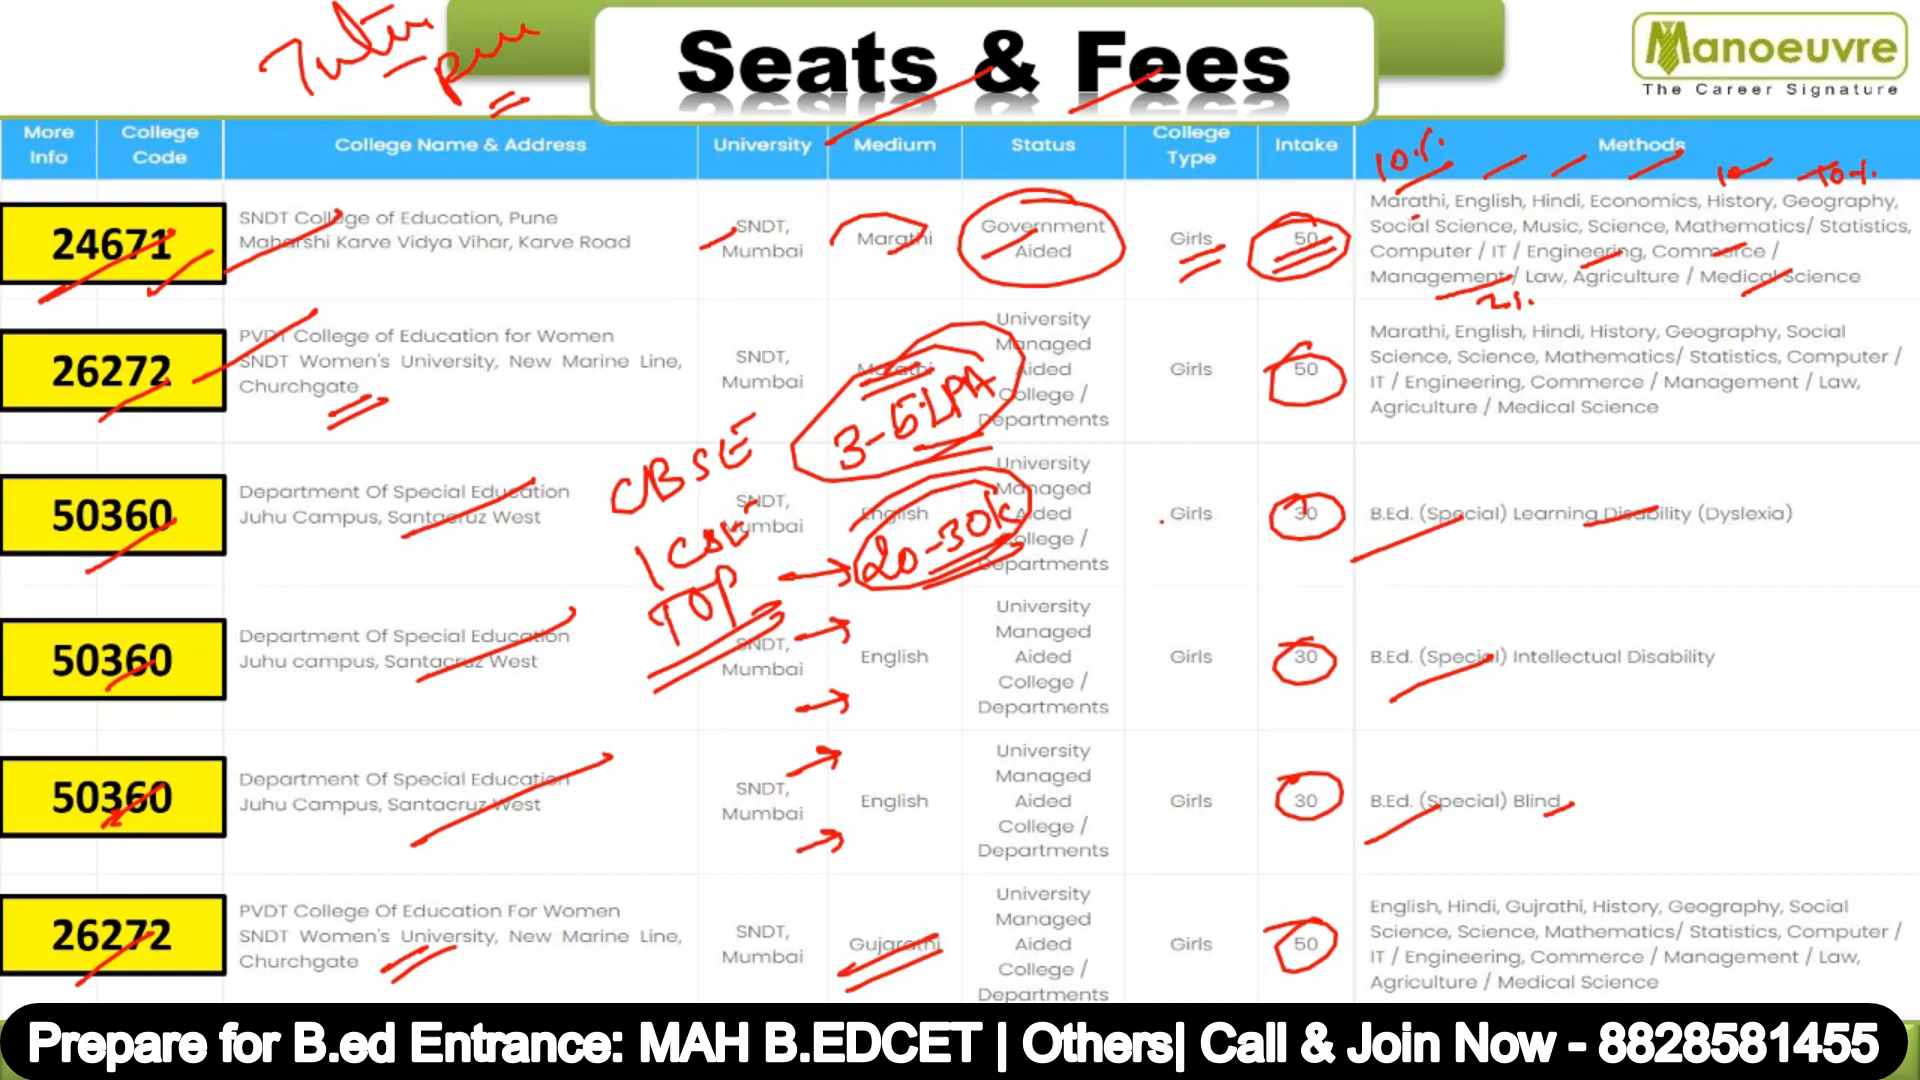 Seats & Fees
Manoeuvre
The Career Signature
More Info
College Code
College Name & Address
University
Medium
Status
College Type
Intake
Methods
10%
10
10%
24671
SNDT College of Education, Pune
Maharshi Karve Vidya Vihar, Karve Road
SNDT,
Mumbai
Marathi
Government
Aided
Girls
50
Marathi, English, Hindi, Economics, History, Geography,
Social Science, Music, Science, Mathematics/ Statistics,
Computer / IT / Engineering, Commerce /
Management / Law, Agriculture / Medical Science
2%
26272
PVDT College of Education for Women
SNDT Women's University, New Marine Line,
Churchgate
SNDT,
Mumbai
Marathi
University
Managed
Aided
College /
Departments
Girls
50
Marathi, English, Hindi, History, Geography, Social
Science, Science, Mathematics/ Statistics, Computer /
IT / Engineering, Commerce / Management / Law,
Agriculture / Medical Science
3-5 LPA
CBSE
ICSE
TOP
20-30K
50360
Department Of Special Education
Juhu Campus, Santacruz West
SNDT,
Mumbai
English
University
Managed
Aided
College /
Departments
Girls
30
B.Ed. (Special) Learning Disability (Dyslexia)
50360
Department Of Special Education
Juhu campus, Santacruz West
SNDT,
Mumbai
English
University
Managed
Aided
College /
Departments
Girls
30
B.Ed. (Special) Intellectual Disability
50360
Department Of Special Education
Juhu Campus, Santacruz West
SNDT,
Mumbai
English
University
Managed
Aided
College /
Departments
Girls
30
B.Ed. (Special) Blind
26272
PVDT College Of Education For Women
SNDT Women's University, New Marine Line,
Churchgate
SNDT,
Mumbai
Gujarathi
University
Managed
Aided
College /
Departments
Girls
50
English, Hindi, Gujrathi, History, Geography, Social
Science, Science, Mathematics/ Statistics, Computer /
IT / Engineering, Commerce / Management / Law,
Agriculture / Medical Science
Prepare for B.ed Entrance: MAH B.EDCET | Others| Call & Join Now - 8828581455